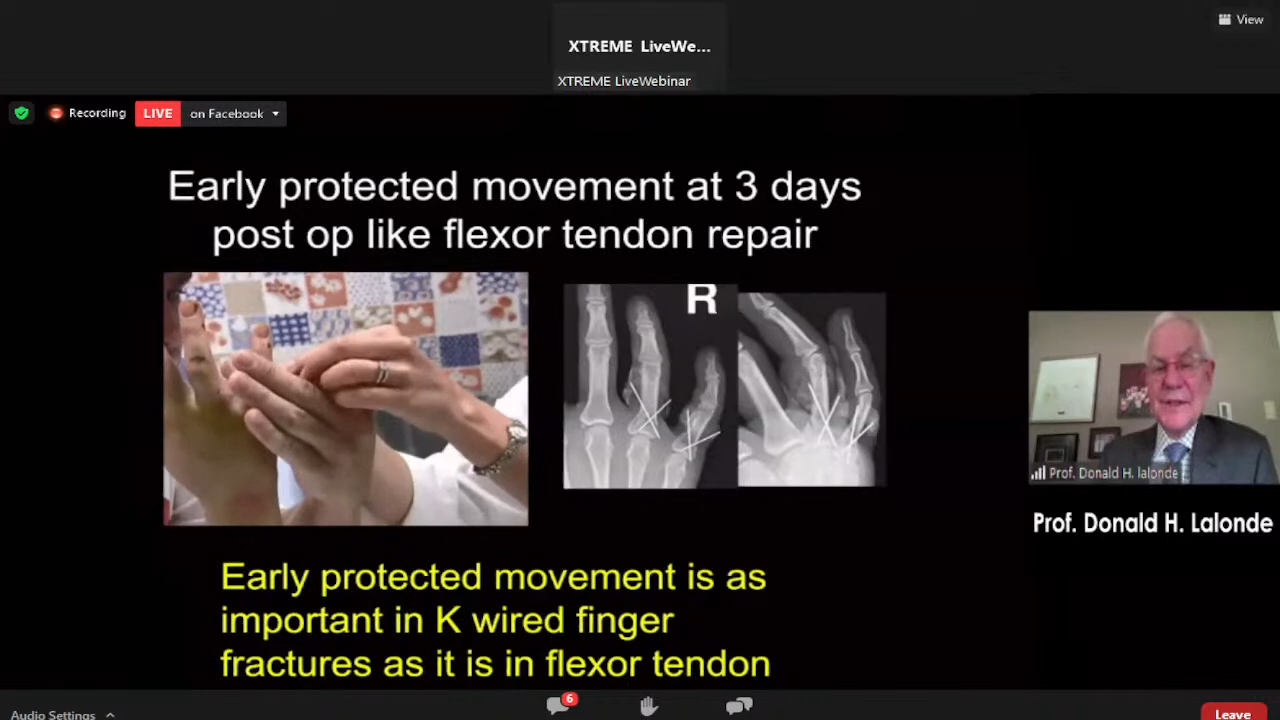 XTREME LiveWe...
XTREME LiveWebinar
View
Recording
LIVE
on Facebook
Early protected movement at 3 days
post op like flexor tendon repair
R
Prof. Donald H. lalonde
Prof. Donald H. Lalonde
Early protected movement is as
important in K wired finger
fractures as it is in flexor tendon
6
Audio Settings
Leave